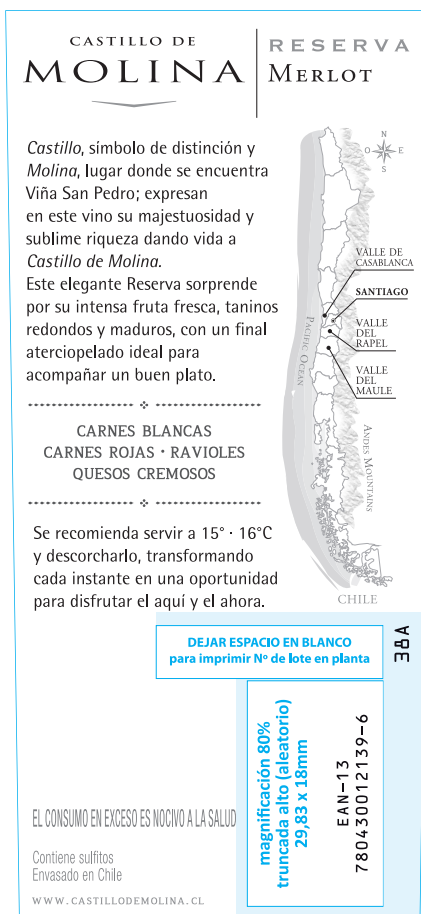 CASTILLO DE
MOLINA
RESERVA
MERLOT
Castillo, símbolo de distinción y
Molina, lugar donde se encuentra
Viña San Pedro; expresan
en este vino su majestuosidad y
sublime riqueza dando vida a
Castillo de Molina.
Este elegante Reserva sorprende
por su intensa fruta fresca, taninos
redondos y maduros, con un final
aterciopelado ideal para
acompañar un buen plato.
CARNES BLANCAS
CARNES ROJAS · RAVIOLES
QUESOS CREMOSOS
Se recomienda servir a 15° · 16°C
y descorcharlo, transformando
cada instante en una oportunidad
para disfrutar el aquí y el ahora.
N
O E
S
VALLE DE
CASABLANCA
SANTIAGO
VALLE
DEL
RAPEL
VALLE
DEL
MAULE
PACIFIC OCEAN
ANDES MOUNTAINS
CHILE
DEJAR ESPACIO EN BLANCO
para imprimir Nº de lote en planta
38A
magnificación 80%
truncada alto (aleatorio)
29,83 x 18mm
EAN-13
780430012139-6
EL CONSUMO EN EXCESO ES NOCIVO A LA SALUD
Contiene sulfitos
Envasado en Chile
WWW.CASTILLODEMOLINA.CL